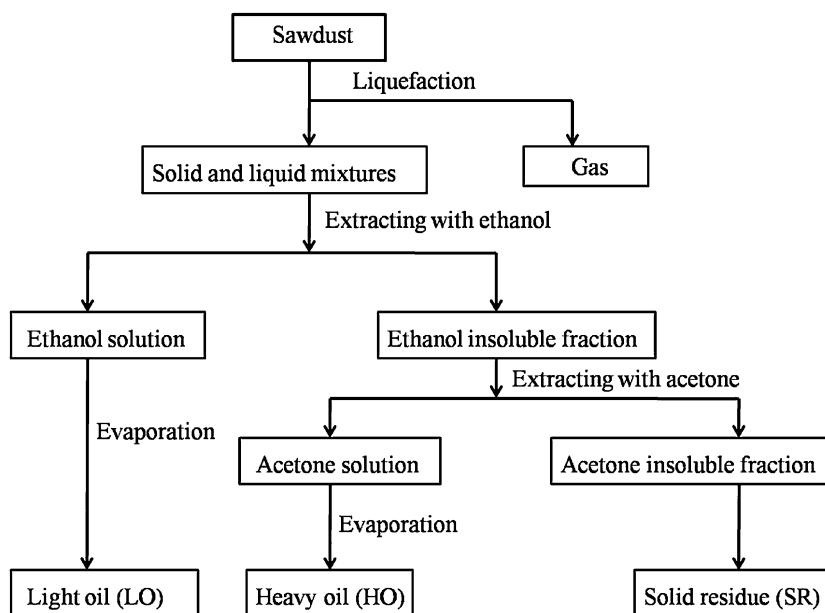 Sawdust
Liquefaction
Solid and liquid mixtures
Gas
Extracting with ethanol
Ethanol solution
Ethanol insoluble fraction
Extracting with acetone
Evaporation
Acetone solution
Acetone insoluble fraction
Evaporation
Light oil (LO)
Heavy oil (HO)
Solid residue (SR)